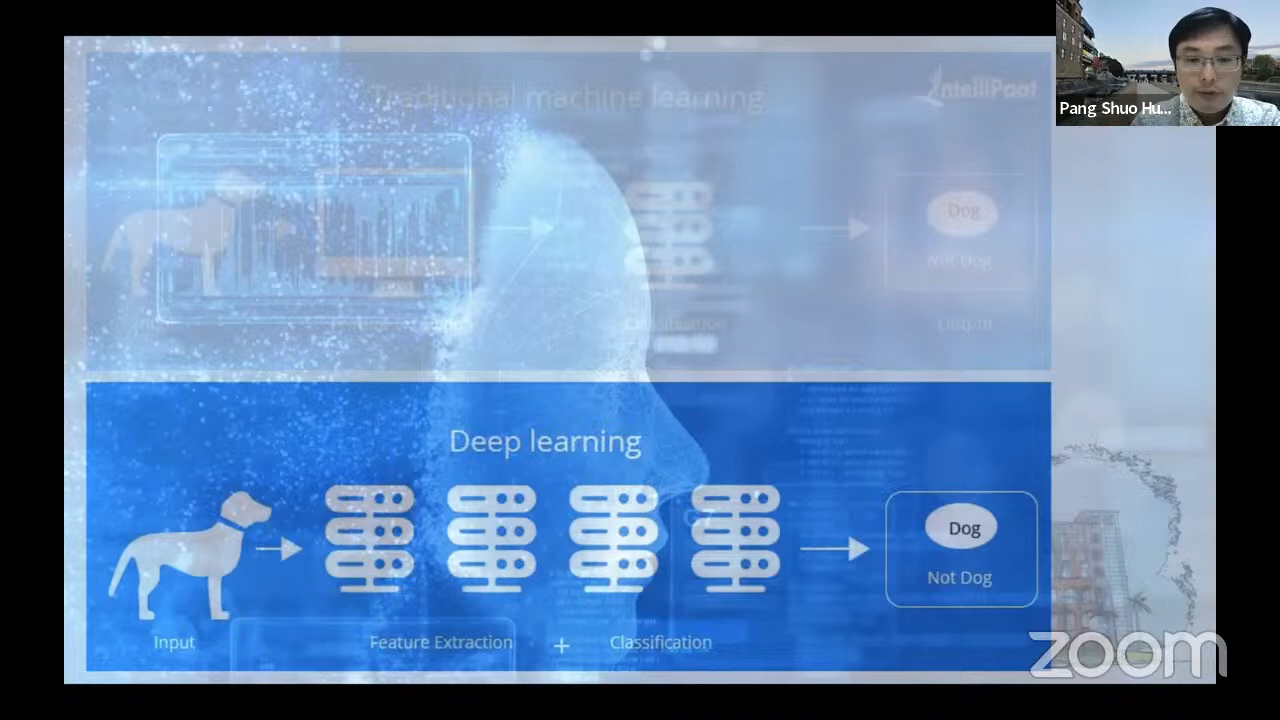 Traditional machine learning
intelliPaat
Pang Shuo Hu...
Dog
Not Dog
Output
Deep learning
Dog
Not Dog
Input
Feature Extraction + Classification
zoom